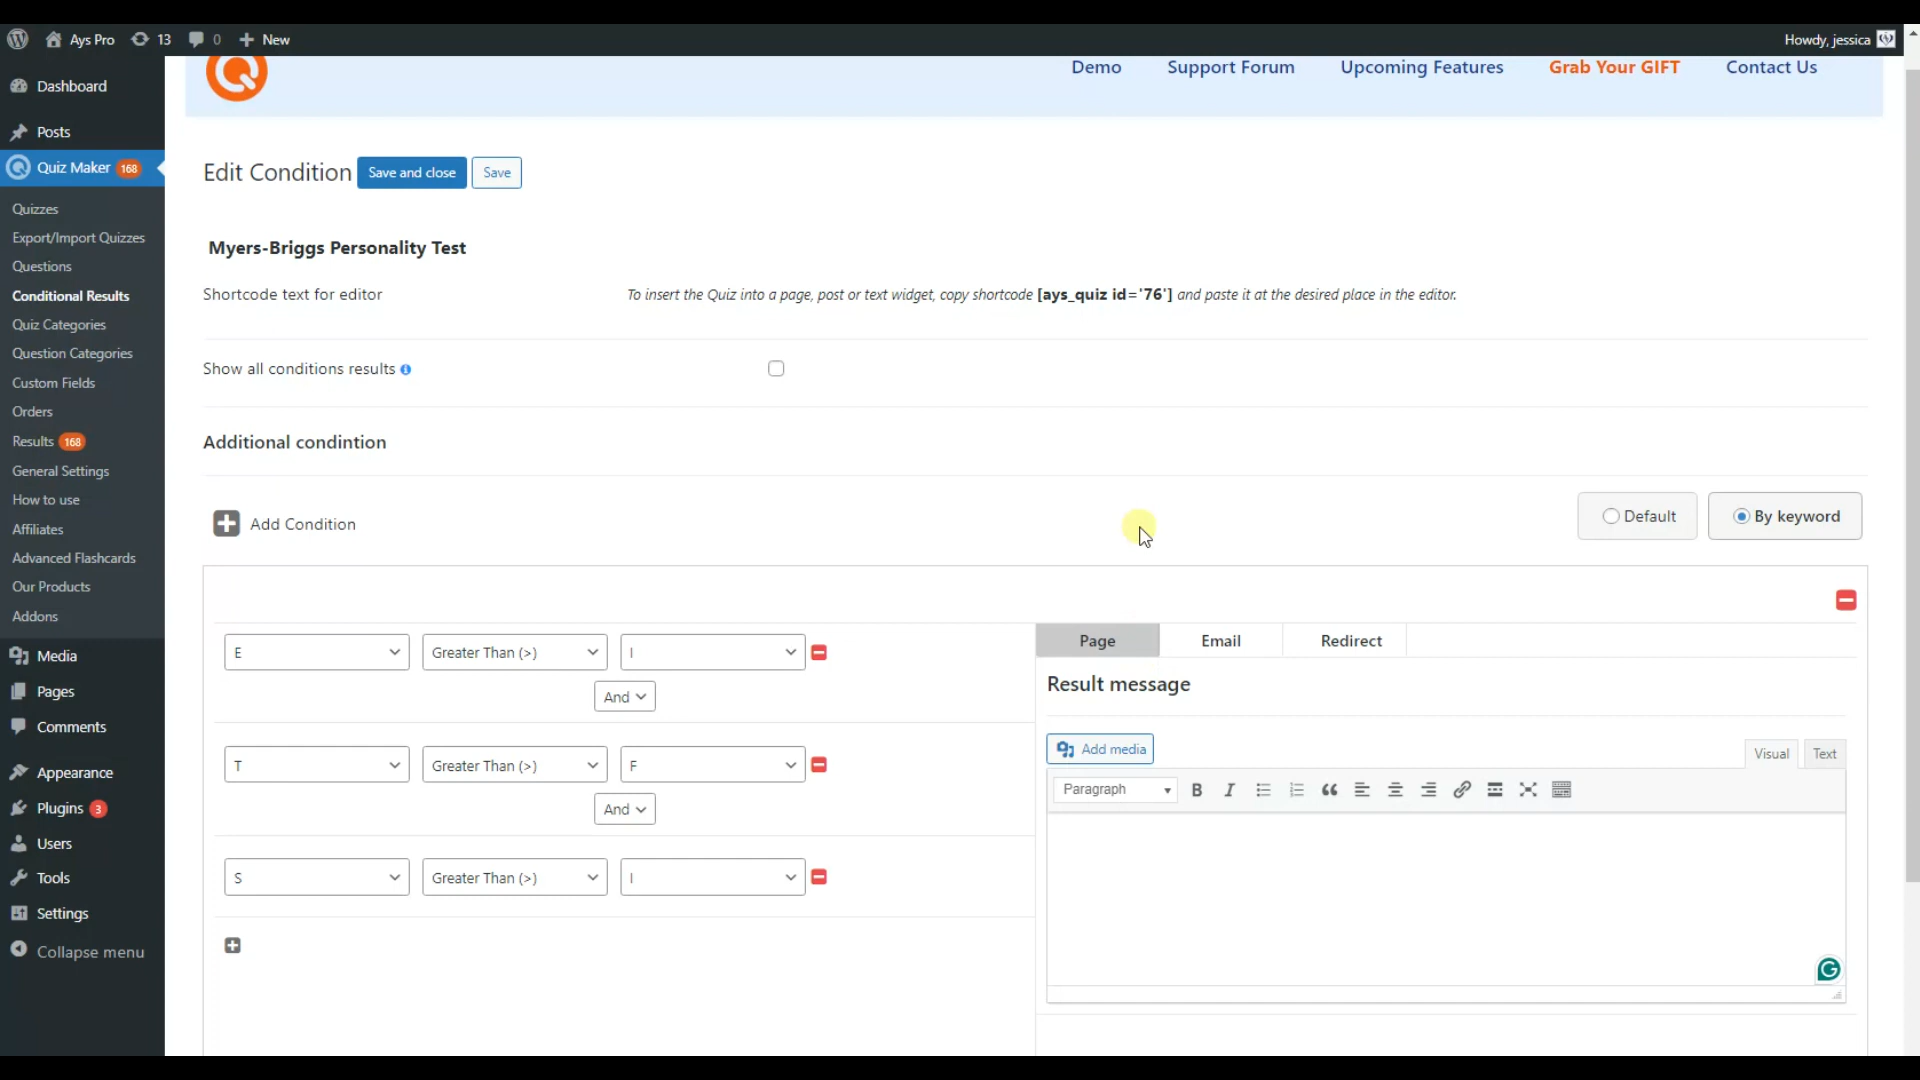 Ays Pro 13 0 New Howdy, jessica
Demo Support Forum Upcoming Features Grab Your GIFT Contact Us
Dashboard
Posts
Quiz Maker 168
Quizzes
Export/Import Quizzes
Questions
Conditional Results
Quiz Categories
Question Categories
Custom Fields
Orders
Results 168
General Settings
How to use
Affiliates
Advanced Flashcards
Our Products
Addons
Media
Pages
Comments
Appearance
Plugins 3
Users
Tools
Settings
Collapse menu
Edit Condition Save and close Save
Myers-Briggs Personality Test
Shortcode text for editor To insert the Quiz into a page, post or text widget, copy shortcode [ays_quiz id='76'] and paste it at the desired place in the editor.
Show all conditions results
Additional condintion
Add Condition Default By keyword
E Greater Than (>) I
And
T Greater Than (>) F
And
S Greater Than (>) I
Page Email Redirect
Result message
Add media Visual Text
Paragraph B I